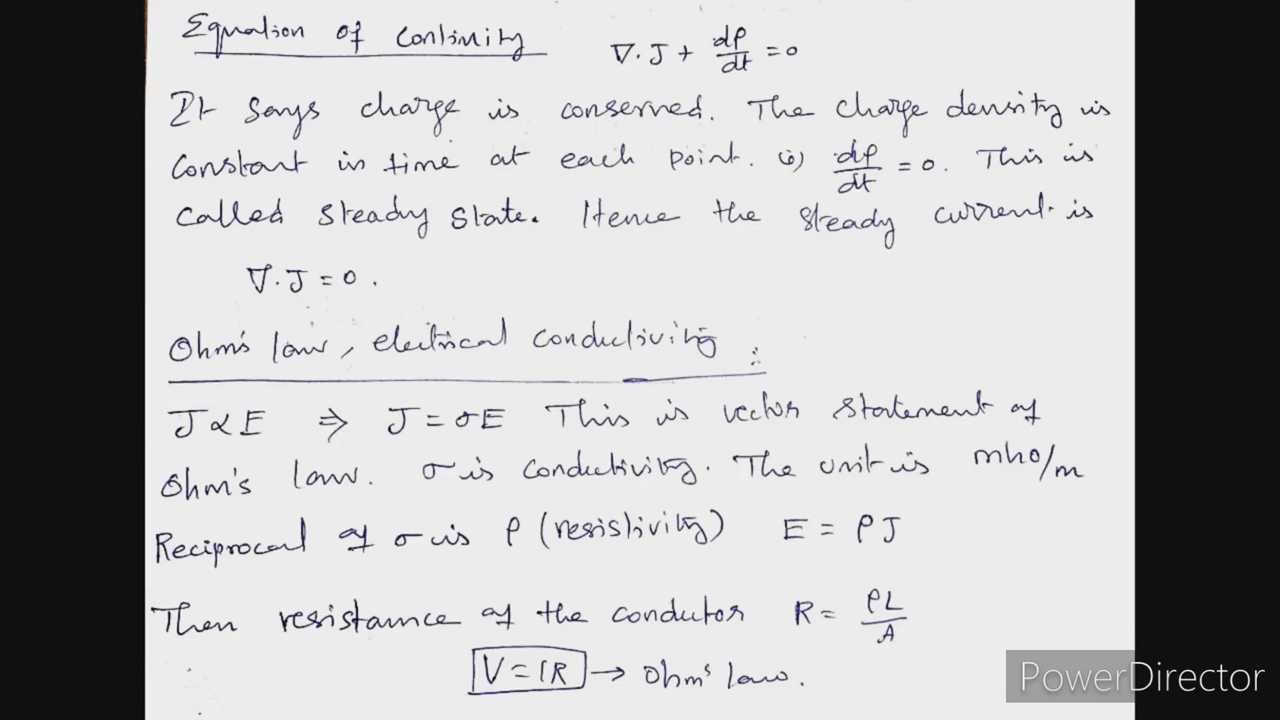 Equation of Continuity ∇.J + dρ/dt = 0
It says charge is conserved. The charge density is
constant in time at each point. (i) dρ/dt = 0. This is
called steady state. Hence the steady current is
∇.J = 0.
Ohm's law, electrical conductivity :
J ∝ E ⇒ J = σE This is vector statement of
Ohm's law. σ is conductivity. The unit is mho/m
Reciprocal of σ is ρ (resistivity) E = ρJ
Then resistance of the conductor R = ρL/A
V = IR → Ohm's law.
PowerDirector